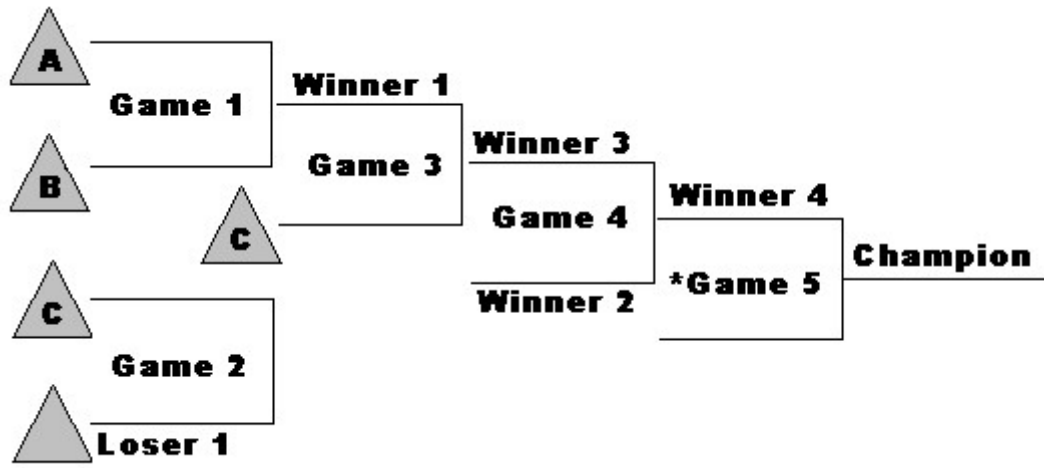 A
Game 1
B
Winner 1
Game 3
C
Winner 3
Game 4
Winner 2
Winner 4
*Game 5
Champion
C
Game 2
Loser 1